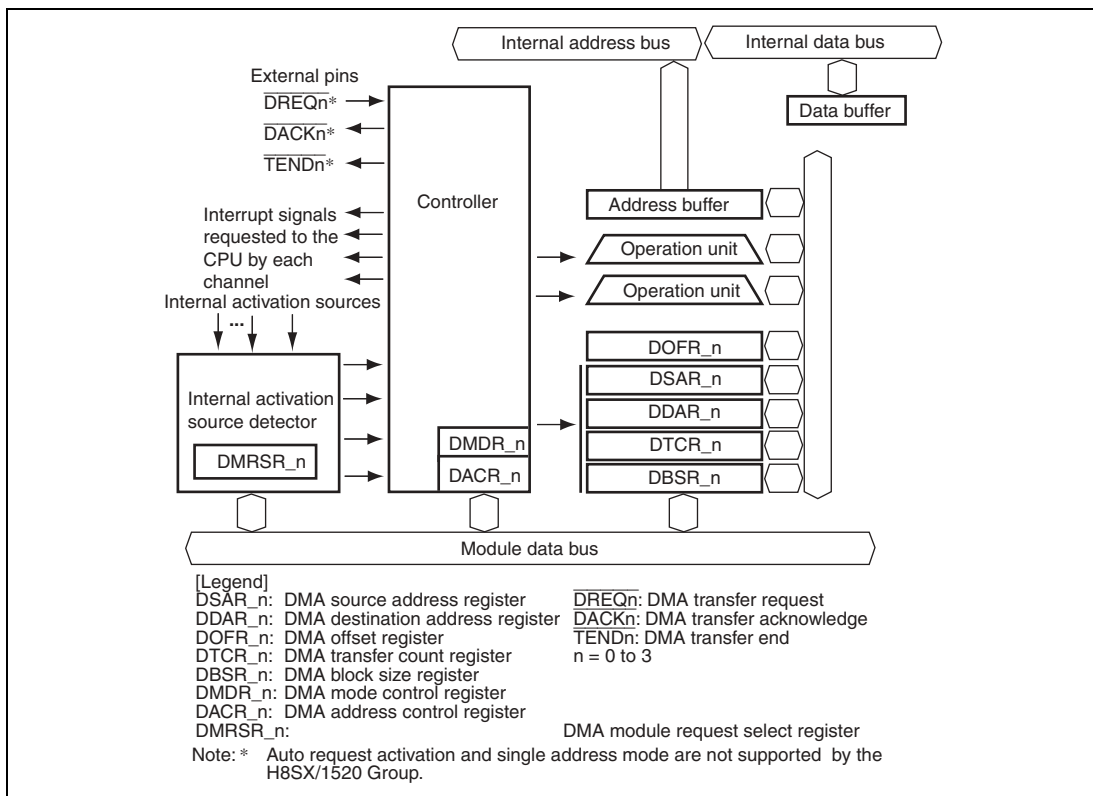 Internal address bus
Internal data bus
External pins
DREQn*
DACKn*
TENDn*
Data buffer
Controller
Address buffer
Interrupt signals
requested to the
CPU by each
channel
Operation unit
Operation unit
Internal activation sources
...
DOFR_n
DSAR_n
DDAR_n
DTCR_n
DBSR_n
Internal activation
source detector
DMRSR_n
DMDR_n
DACR_n
Module data bus
[Legend]
DSAR_n: DMA source address register
DDAR_n: DMA destination address register
DOFR_n: DMA offset register
DTCR_n: DMA transfer count register
DBSR_n: DMA block size register
DMDR_n: DMA mode control register
DACR_n: DMA address control register
DMRSR_n: DMA module request select register
DREQn: DMA transfer request
DACKn: DMA transfer acknowledge
TENDn: DMA transfer end
n = 0 to 3
Note: * Auto request activation and single address mode are not supported by the
H8SX/1520 Group.